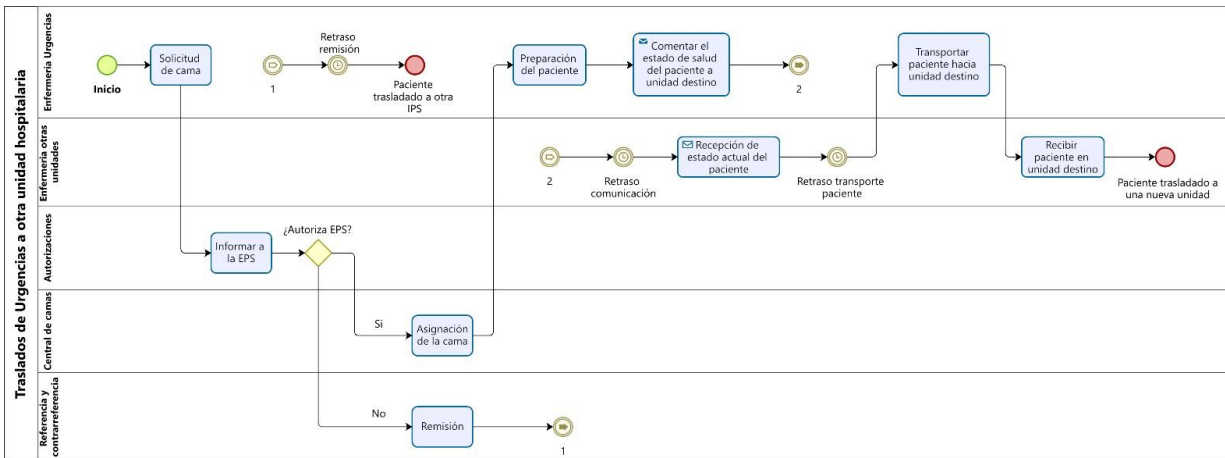 Traslados de Urgencias a otra unidad hospitalaria
Enfermería Urgencias
Inicio
Solicitud
de cama
1
Retraso
remisión
Paciente
trasladado a otra
IPS
Preparación
del paciente
Comentar el
estado de salud
del paciente a
unidad destino
2
Transportar
paciente hacia
unidad destino
Enfermería otras
unidades
2
Retraso
comunicación
Recepción de
estado actual del
paciente
Retraso transporte
paciente
Recibir
paciente en
unidad destino
Paciente trasladado a
una nueva unidad
Autorizaciones
Informar a
la EPS
¿Autoriza EPS?
Central de camas
Si
Asignación
de la cama
Referencia y
contrarreferencia
No
Remisión
1